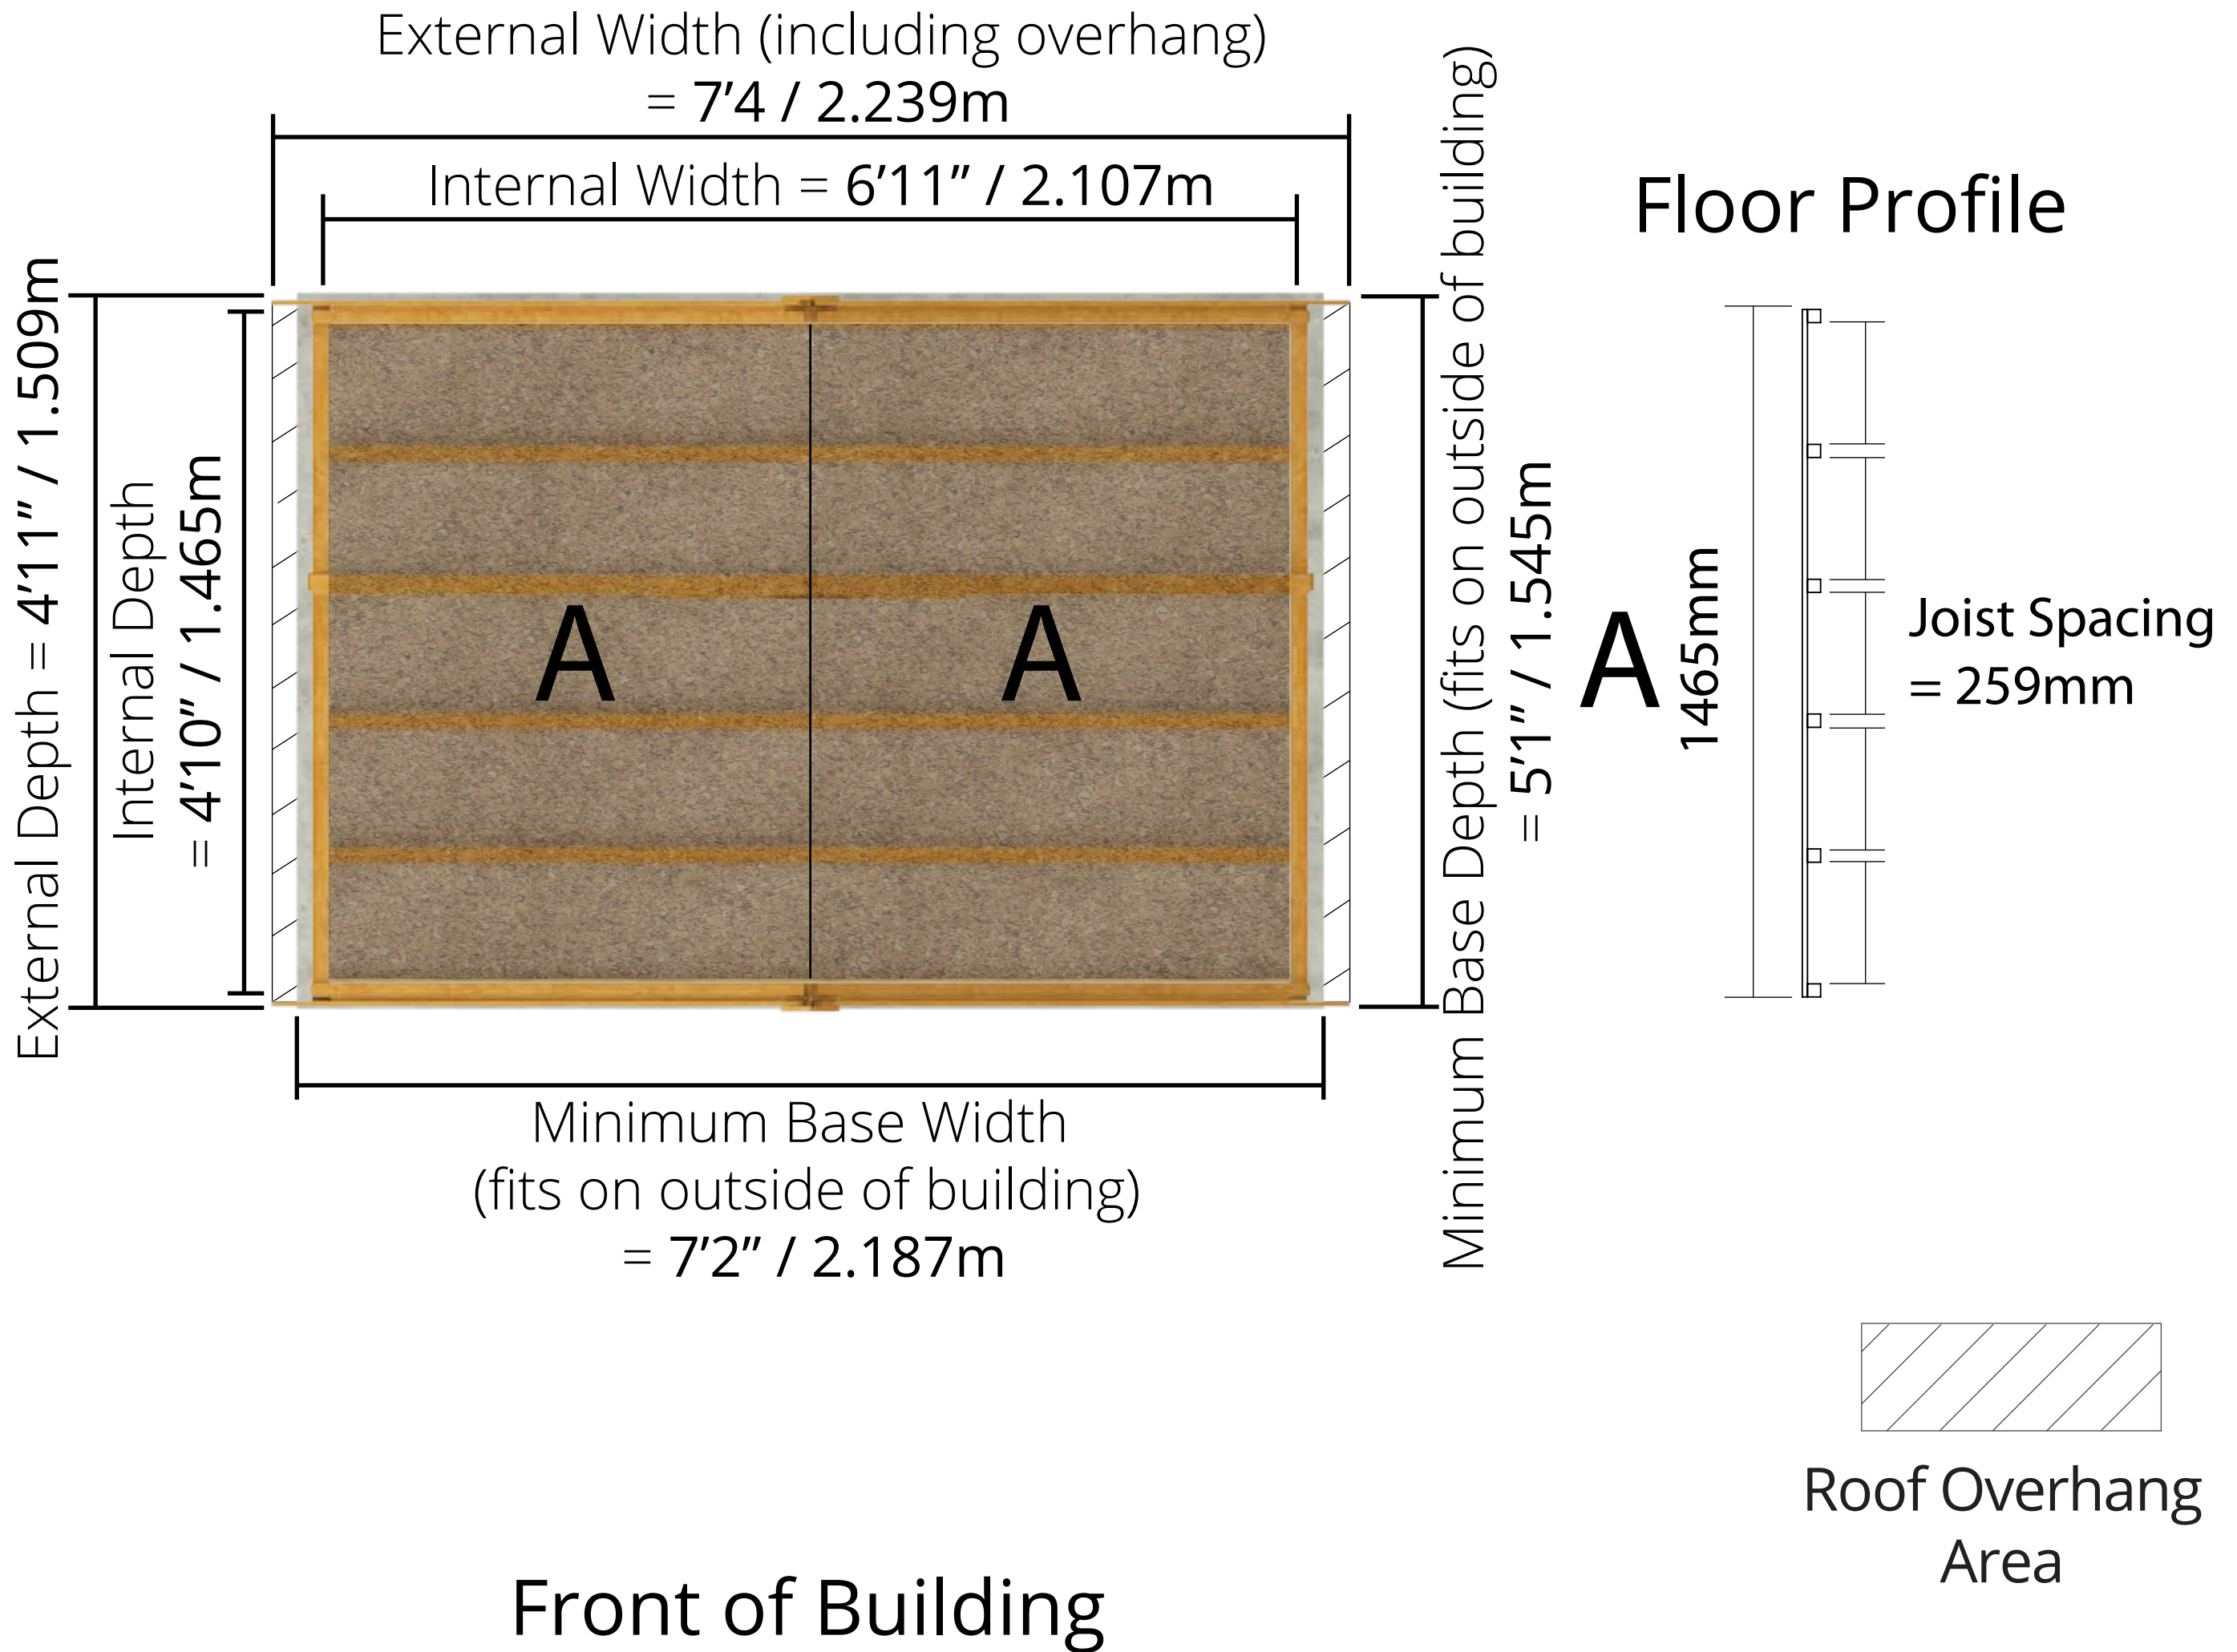 External Width (including overhang)
= 7’4 / 2.239m
Internal Width = 6’11’’ / 2.107m
External Depth = 4’11’’ / 1.509m
Internal Depth
= 4’10’’ / 1.465m
A
A
Minimum Base Depth (fits on outside of building)
= 5’1’’ / 1.545m
Minimum Base Width
(fits on outside of building)
= 7’2’’ / 2.187m
Floor Profile
A
1465mm
Joist Spacing
= 259mm
Roof Overhang
Area
Front of Building